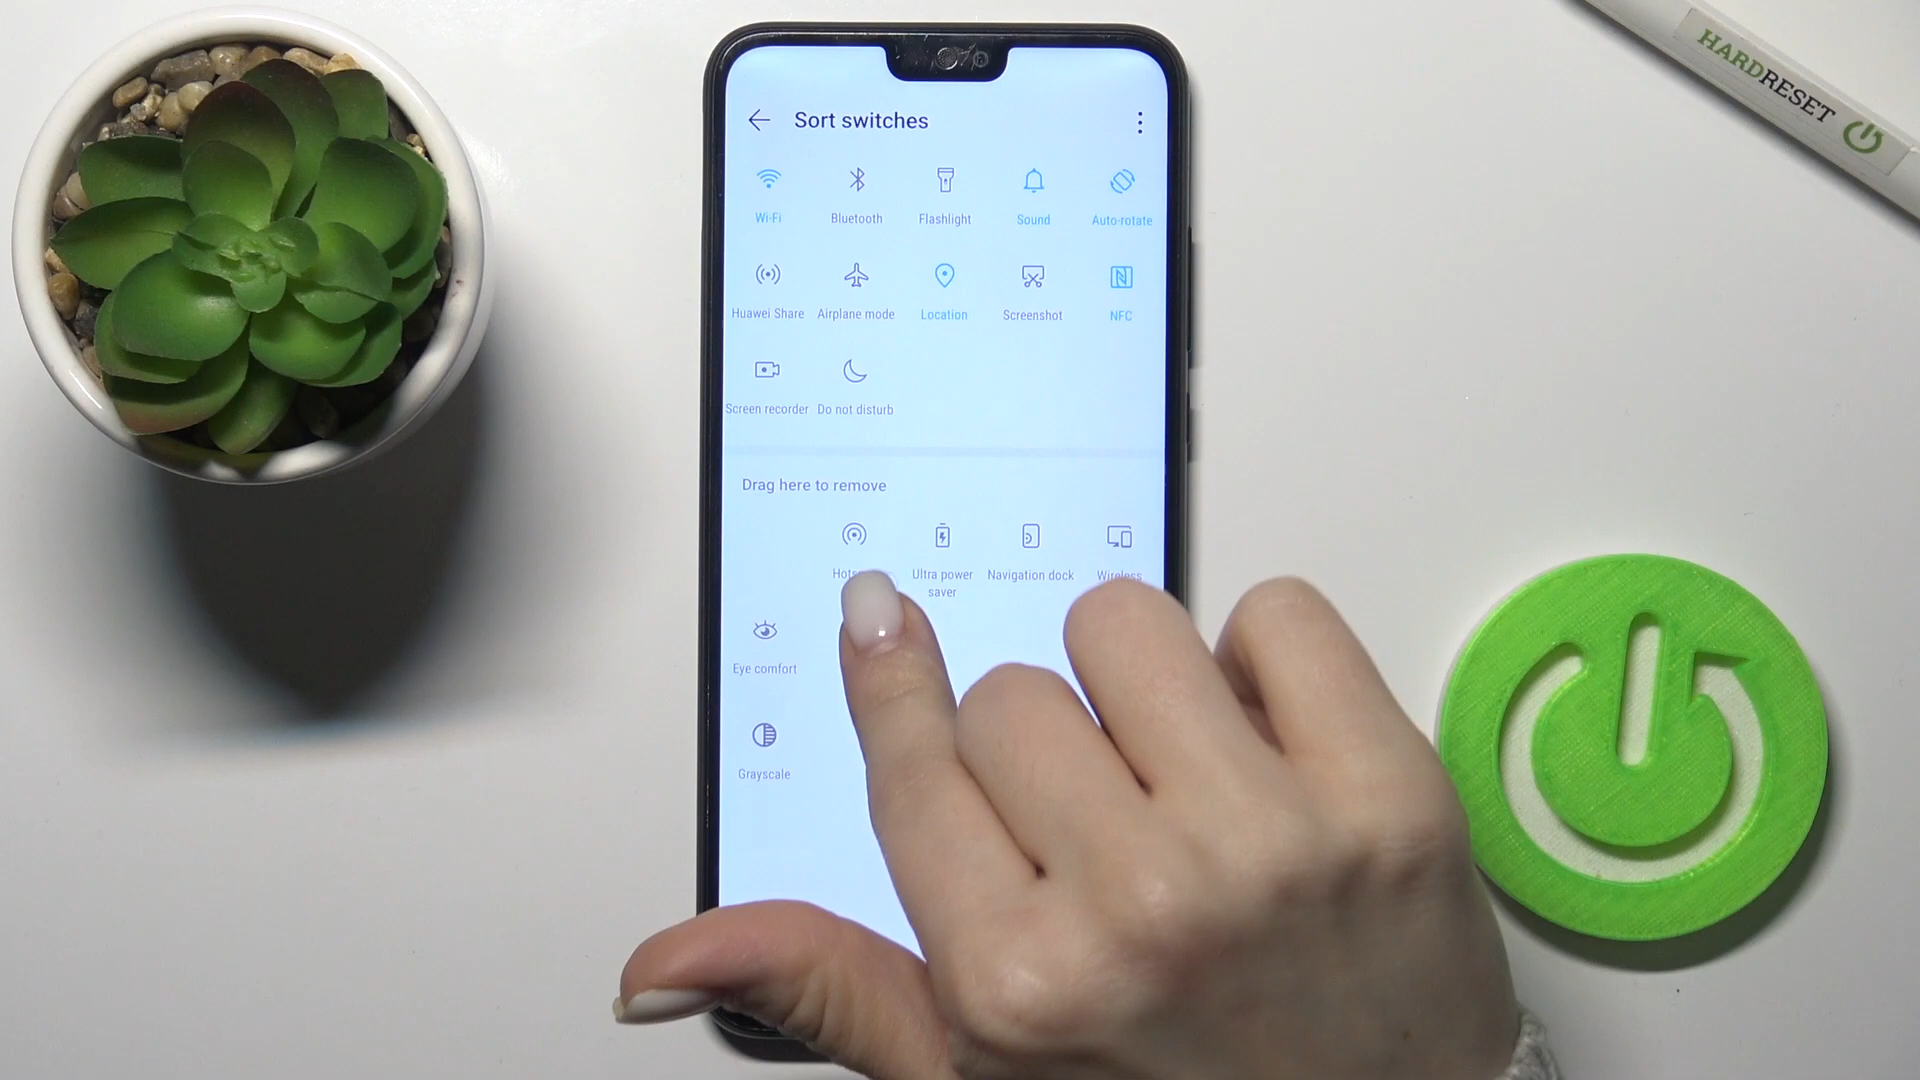 HARDRESET
Sort switches
Wi-Fi Bluetooth Flashlight Sound Auto-rotate
Huawei Share Airplane mode Location Screenshot NFC
Screen recorder Do not disturb
Drag here to remove
Ultra power Navigation dock Wireless
saver
Eye comfort
Grayscale